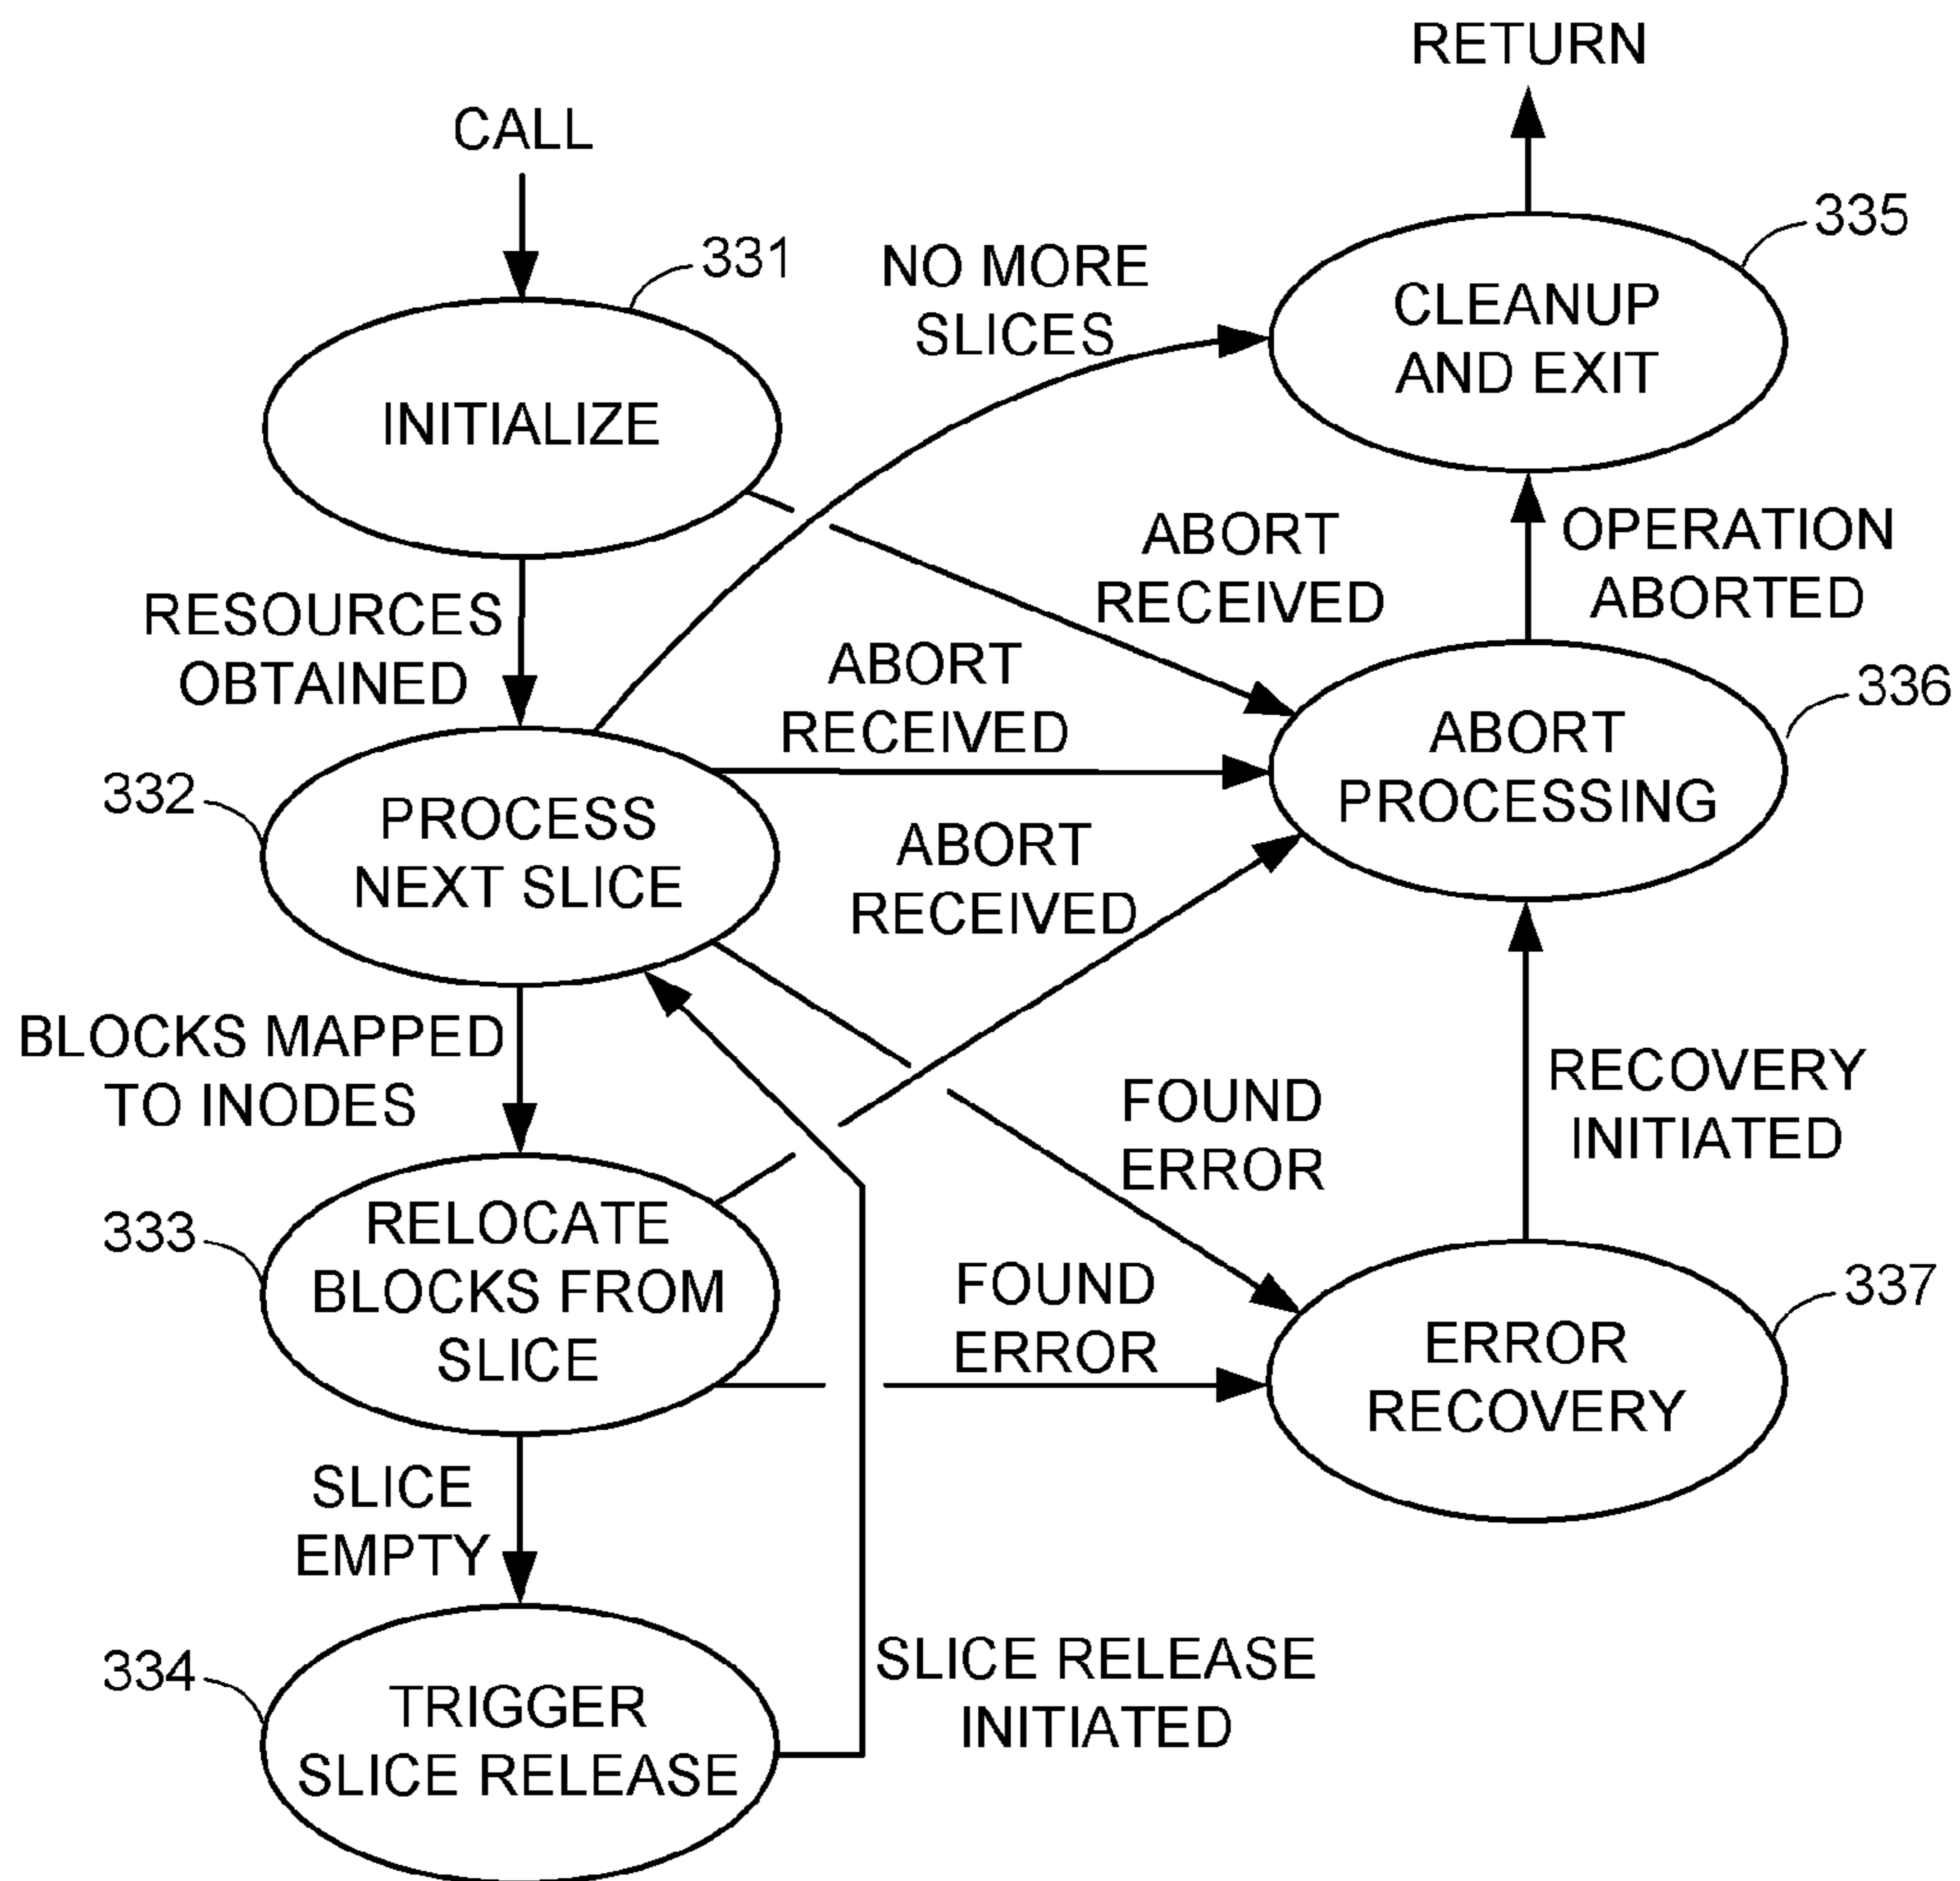 RETURN
CALL
331
335
NO MORE
SLICES
CLEANUP
AND EXIT
INITIALIZE
ABORT
RECEIVED
OPERATION
ABORTED
RESOURCES
OBTAINED
ABORT
RECEIVED
336
ABORT
PROCESSING
332
PROCESS
NEXT SLICE
ABORT
RECEIVED
BLOCKS MAPPED
TO INODES
FOUND
ERROR
RECOVERY
INITIATED
333
RELOCATE
BLOCKS FROM
SLICE
FOUND
ERROR
337
ERROR
RECOVERY
SLICE
EMPTY
334
TRIGGER
SLICE RELEASE
SLICE RELEASE
INITIATED